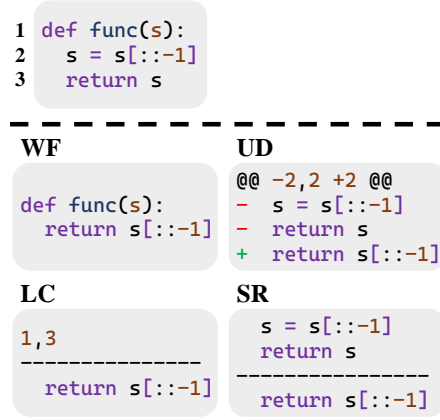 1 def func(s):
2   s = s[::-1]
3   return s
WF
def func(s):
  return s[::-1]
UD
@@ -2,2 +2 @@
-  s = s[::-1]
-  return s
+  return s[::-1]
LC
1,3
---------------
  return s[::-1]
SR
  s = s[::-1]
  return s
----------------
  return s[::-1]